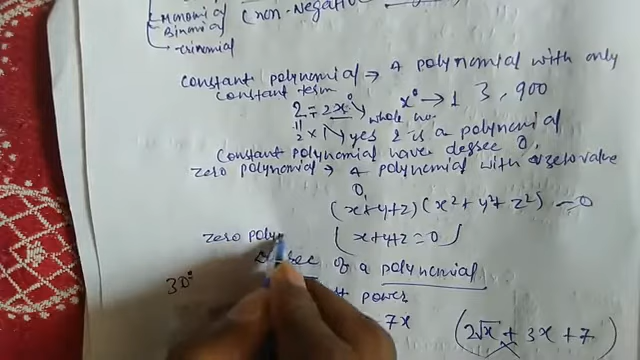 Monomial (non-Negative
Binomial
Trinomial
constant polynomial → A polynomial with only
constant term
2 = 2x⁰ x⁰ → 1 3, 900
whole no.
2 × 1 yes 2 is a polynomial
Constant polynomial have degree 0.
zero polynomial → A polynomial with a zero value
0,
(x+y+z)(x²+y²+z²) = 0
zero poly (x+y+z=0)
of a polynomial
30°
power
7x (2√x + 3x + 7)